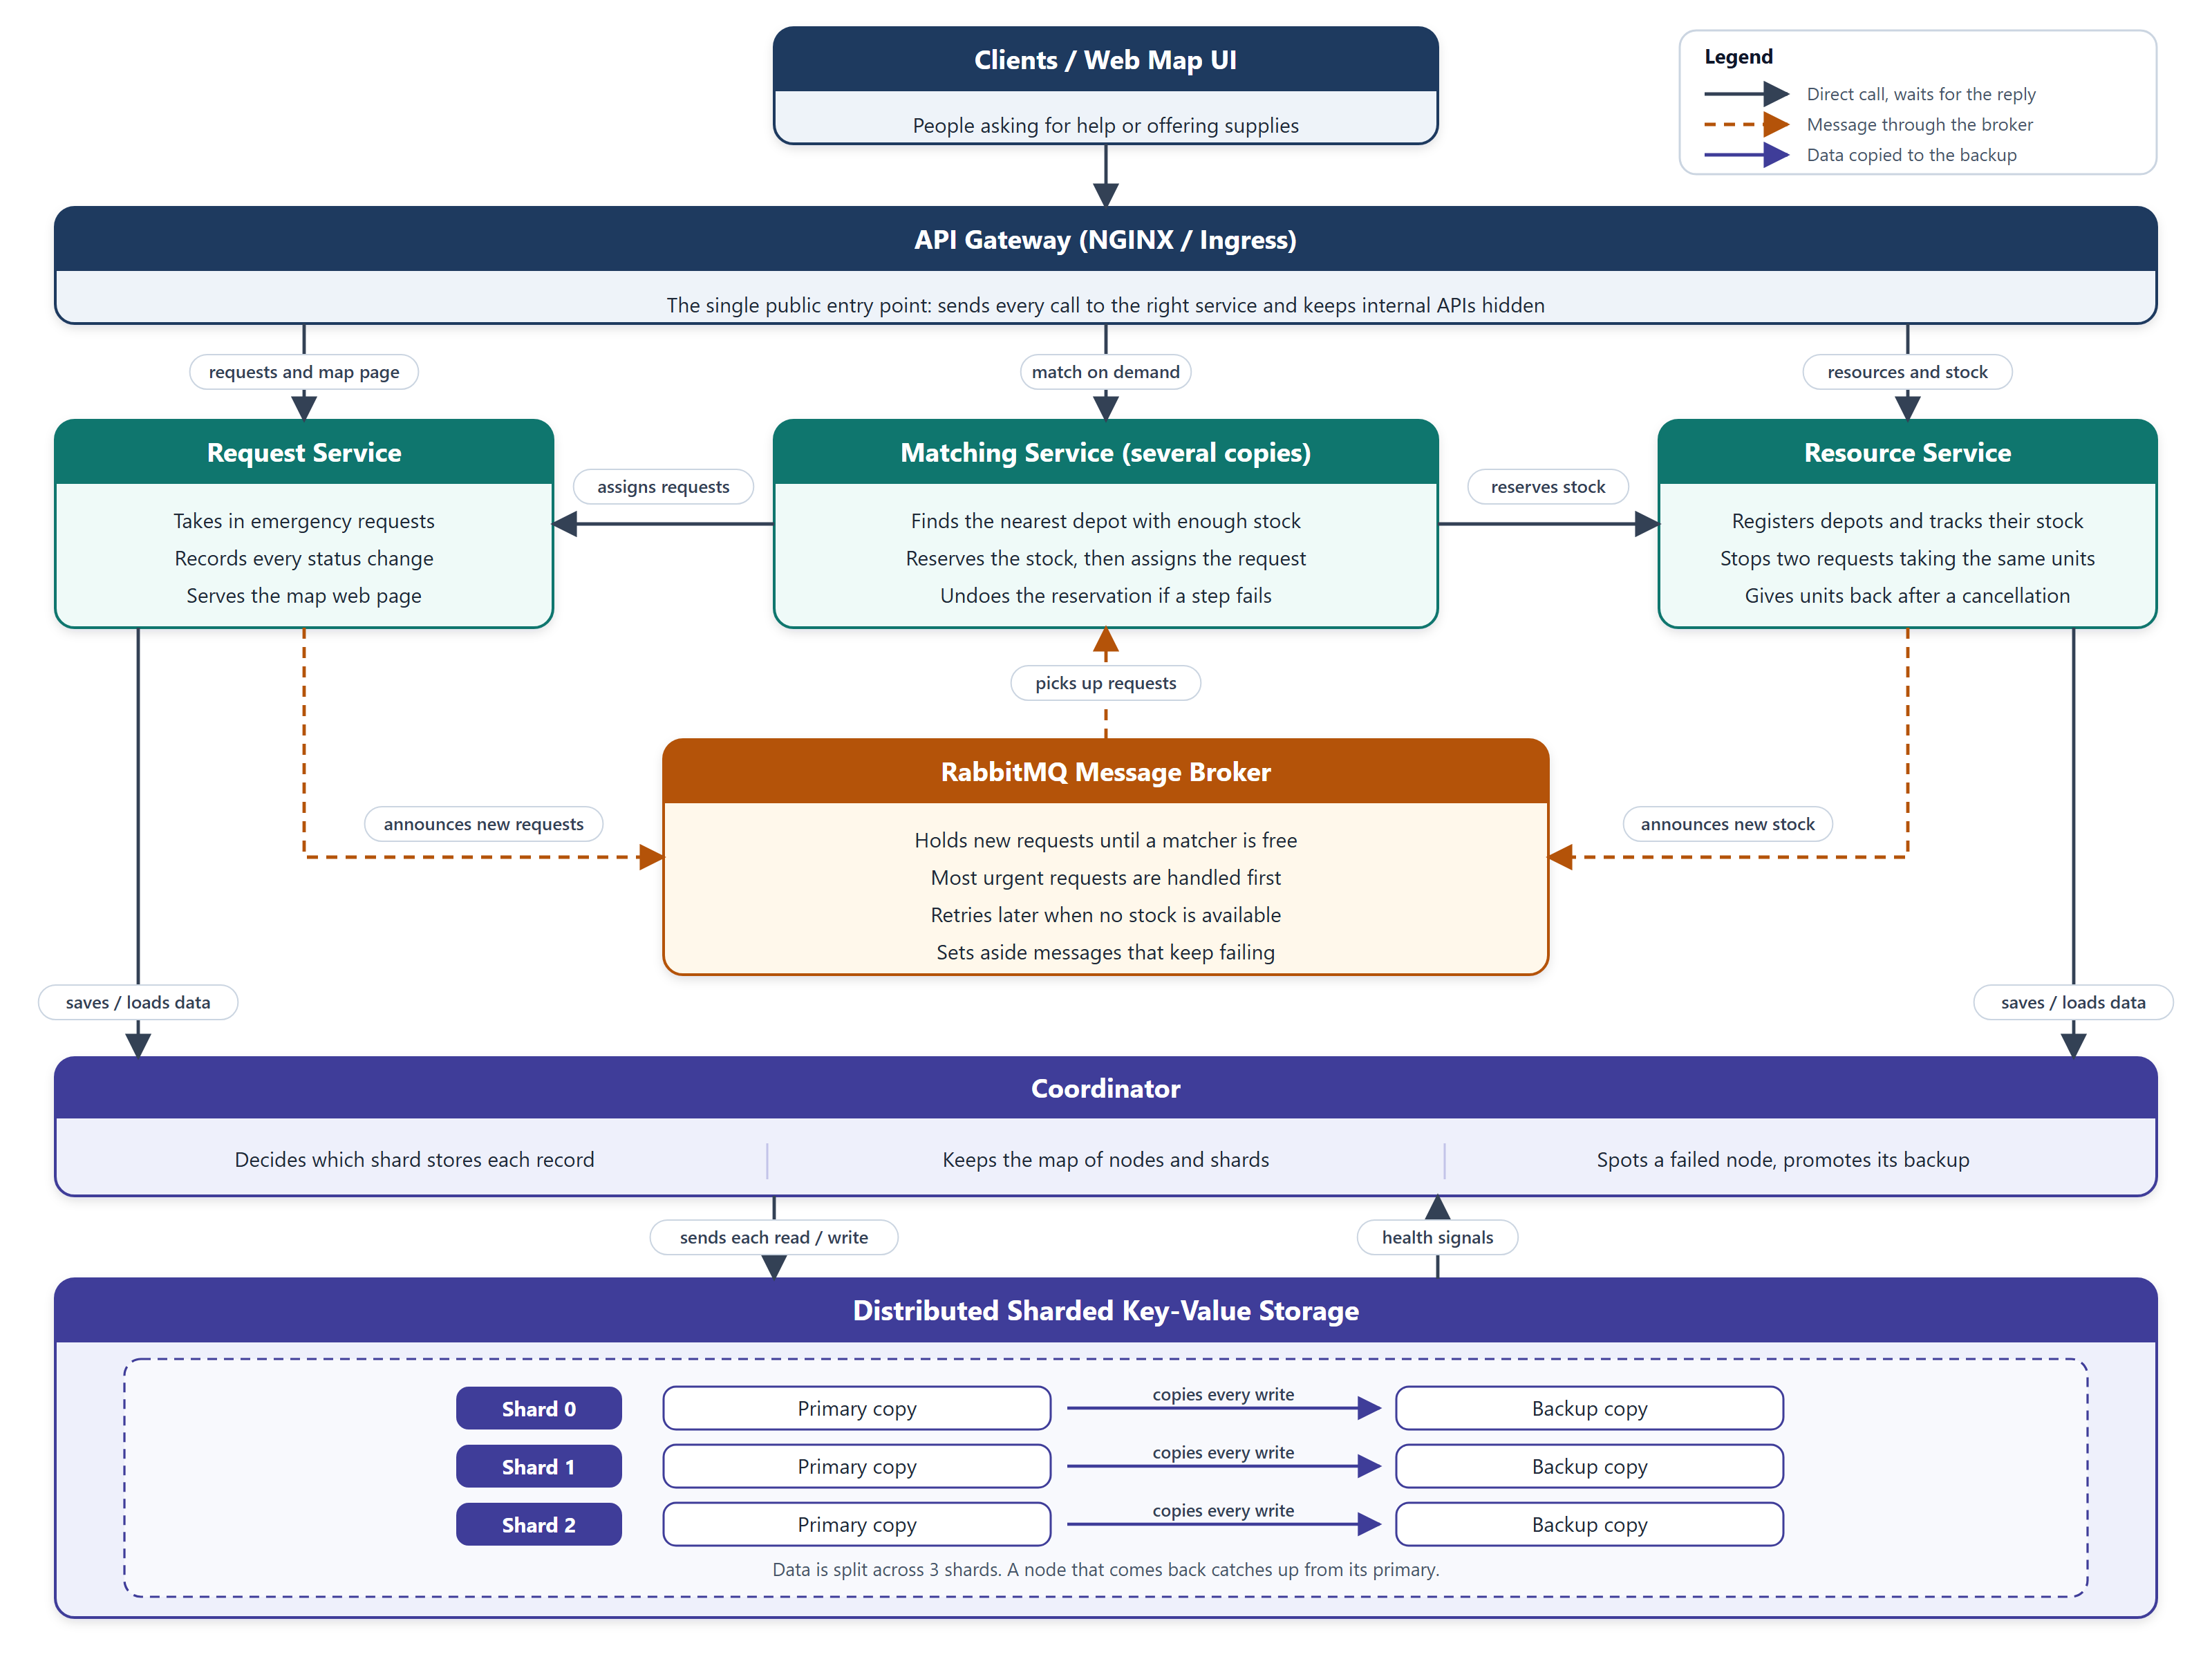 Clients / Web Map UI
People asking for help or offering supplies
Legend
Direct call, waits for the reply
Message through the broker
Data copied to the backup
API Gateway (NGINX / Ingress)
The single public entry point: sends every call to the right service and keeps internal APIs hidden
requests and map page
match on demand
resources and stock
Request Service
Takes in emergency requests
Records every status change
Serves the map web page
assigns requests
Matching Service (several copies)
Finds the nearest depot with enough stock
Reserves the stock, then assigns the request
Undoes the reservation if a step fails
reserves stock
Resource Service
Registers depots and tracks their stock
Stops two requests taking the same units
Gives units back after a cancellation
picks up requests
announces new requests
RabbitMQ Message Broker
Holds new requests until a matcher is free
Most urgent requests are handled first
Retries later when no stock is available
Sets aside messages that keep failing
announces new stock
saves / loads data
saves / loads data
Coordinator
Decides which shard stores each record
Keeps the map of nodes and shards
Spots a failed node, promotes its backup
sends each read / write
health signals
Distributed Sharded Key-Value Storage
Shard 0
Primary copy
copies every write
Backup copy
Shard 1
Primary copy
copies every write
Backup copy
Shard 2
Primary copy
copies every write
Backup copy
Data is split across 3 shards. A node that comes back catches up from its primary.